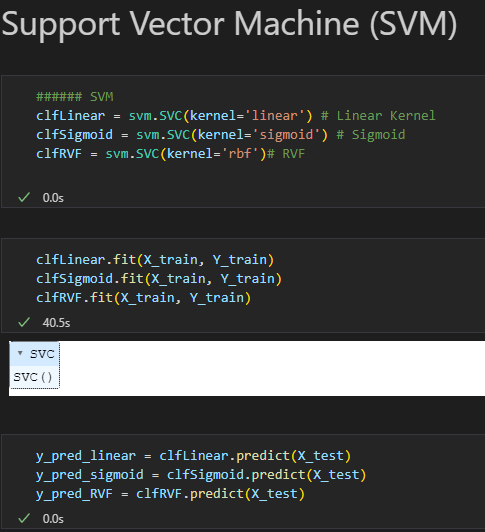 Support Vector Machine (SVM)
###### SVM
clfLinear = svm.SVC(kernel='linear') # Linear Kernel
clfSigmoid = svm.SVC(kernel='sigmoid') # Sigmoid
clfRVF = svm.SVC(kernel='rbf')# RVF
0.0s
clfLinear.fit(X_train, Y_train)
clfSigmoid.fit(X_train, Y_train)
clfRVF.fit(X_train, Y_train)
40.5s
SVC
SVC()
y_pred_linear = clfLinear.predict(X_test)
y_pred_sigmoid = clfSigmoid.predict(X_test)
y_pred_RVF = clfRVF.predict(X_test)
0.0s